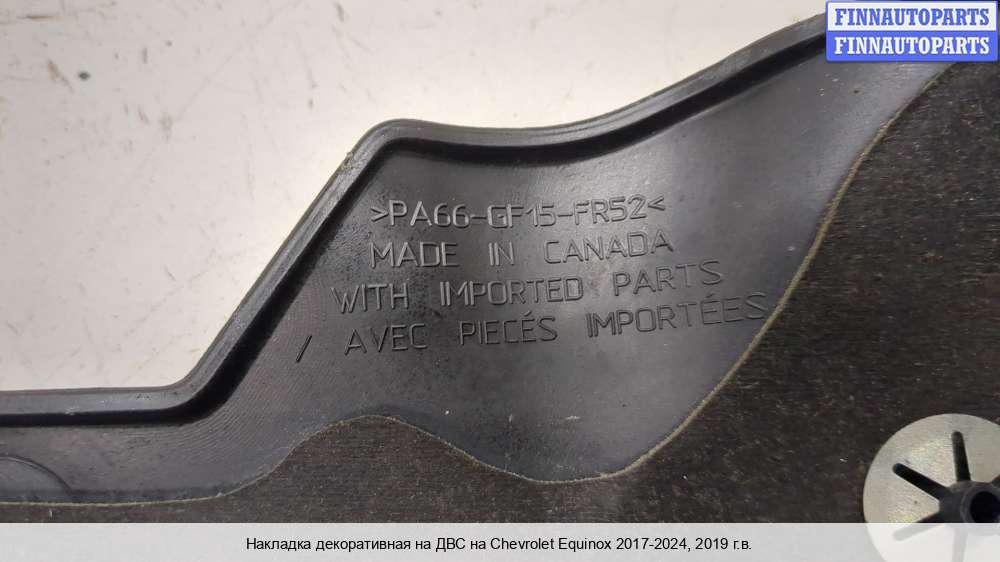 FINNAUTOPARTS
FINNAUTOPARTS
>PA66-GF15-FR52<
MADE IN CANADA
WITH IMPORTED PARTS
/ AVEC PIECÉS IMPORTÉES
Накладка декоративная на ДВС на Chevrolet Equinox 2017-2024, 2019 г.в.